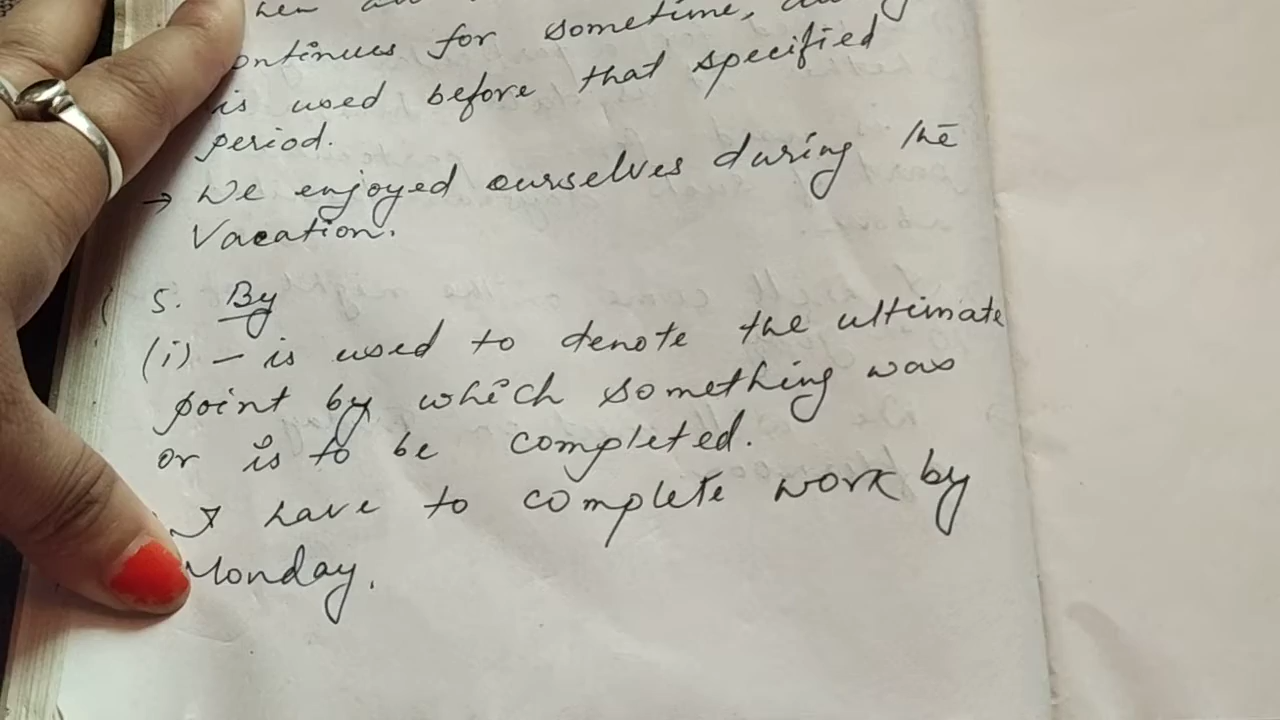 continues for sometime,
is used before that specified
period.
→ We enjoyed ourselves during the
Vacation.
5. By
(i) – is used to denote the ultimate
point by which something was
or is to be completed.
I have to complete work by
Monday.